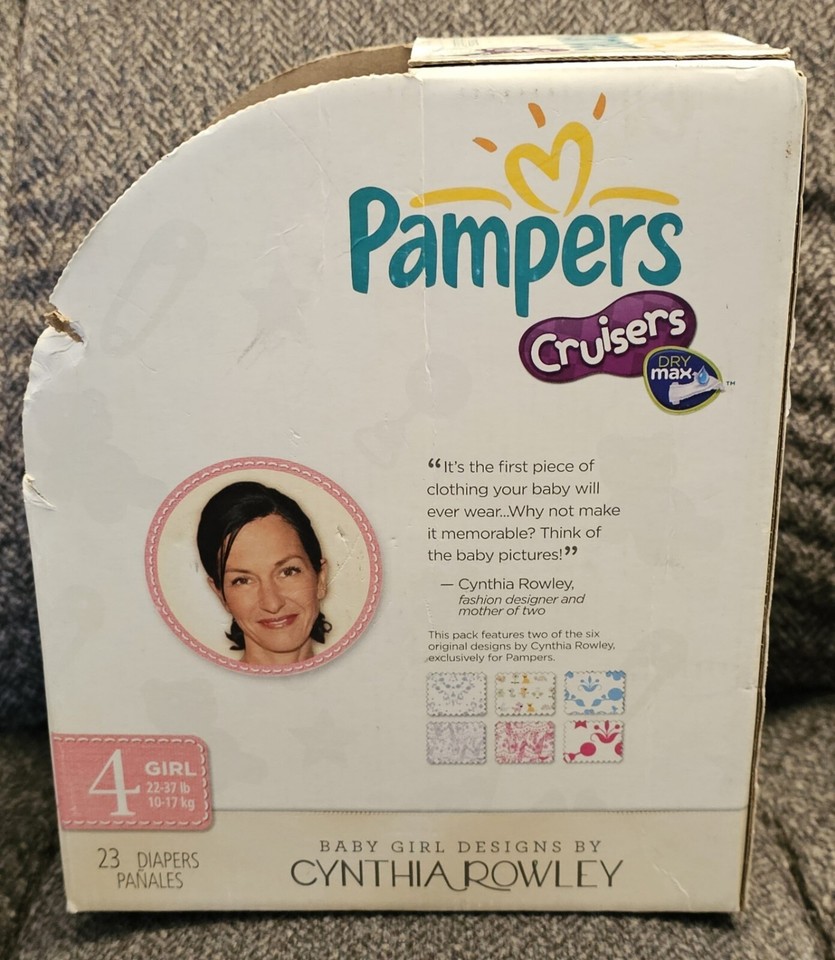 Pampers
Cruisers
DRY
max
™
“It's the first piece of
clothing your baby will
ever wear...Why not make
it memorable? Think of
the baby pictures!”
— Cynthia Rowley,
fashion designer and
mother of two
This pack features two of the six
original designs by Cynthia Rowley,
exclusively for Pampers.
4
GIRL
22-37 lb
10-17 kg
23 DIAPERS
PAÑALES
BABY GIRL DESIGNS BY
CYNTHIA ROWLEY